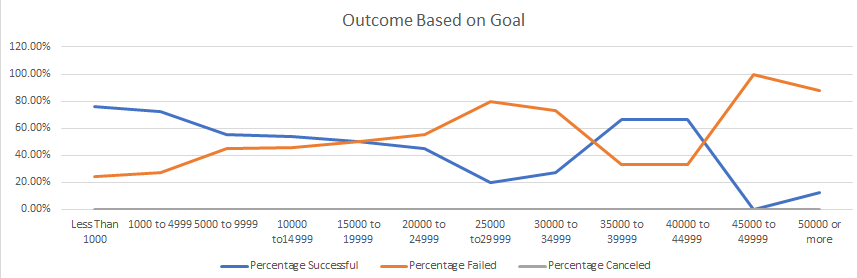 Outcome Based on Goal
120.00%
100.00%
80.00%
60.00%
40.00%
20.00%
0.00%
Less Than 1000 to 4999 5000 to 9999 10000 15000 to 20000 to 25000 30000 to 35000 to 40000 to 45000 to 50000 or
1000 to14999 19999 24999 to29999 34999 39999 44999 49999 more
Percentage Successful Percentage Failed Percentage Canceled